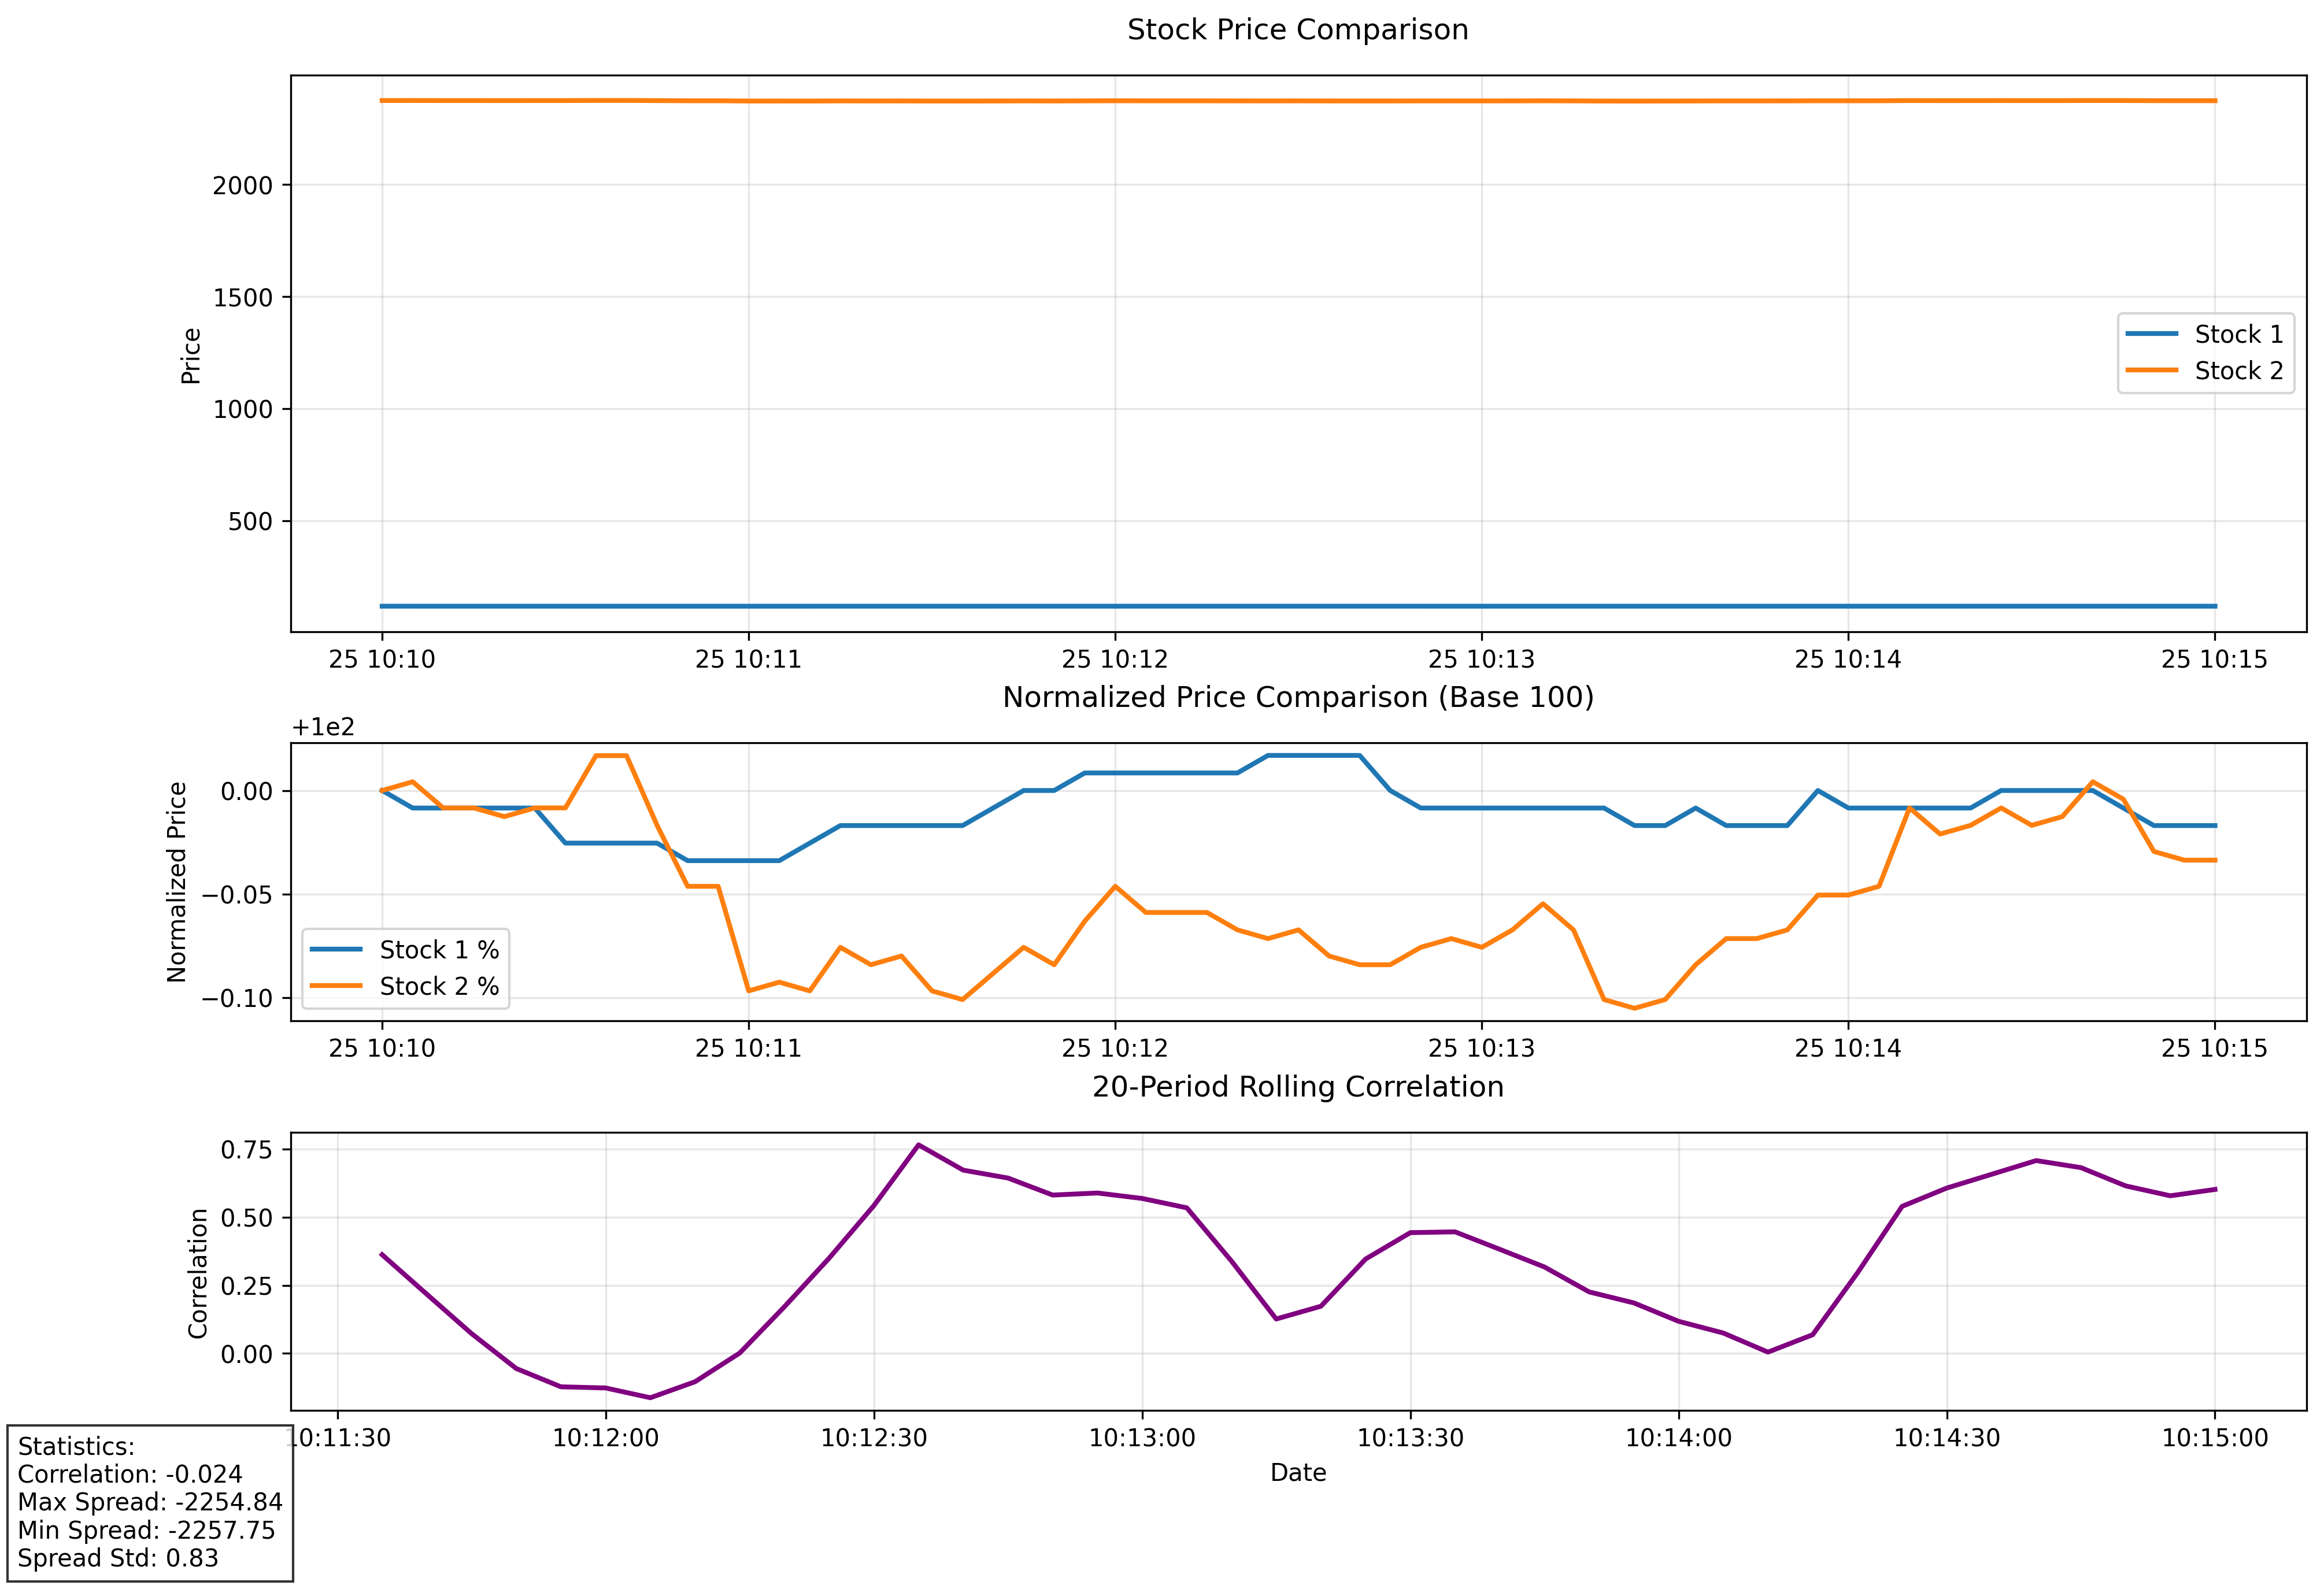 Stock Price Comparison
2000
1500
1000
500
Price
Stock 1
Stock 2
25 10:10 25 10:11 25 10:12 25 10:13 25 10:14 25 10:15
Normalized Price Comparison (Base 100)
+1e2
0.00
−0.05
−0.10
Normalized Price
Stock 1 %
Stock 2 %
25 10:10 25 10:11 25 10:12 25 10:13 25 10:14 25 10:15
20-Period Rolling Correlation
0.75
0.50
0.25
0.00
Correlation
10:11:30 10:12:00 10:12:30 10:13:00 10:13:30 10:14:00 10:14:30 10:15:00
Date
Statistics:
Correlation: -0.024
Max Spread: -2254.84
Min Spread: -2257.75
Spread Std: 0.83